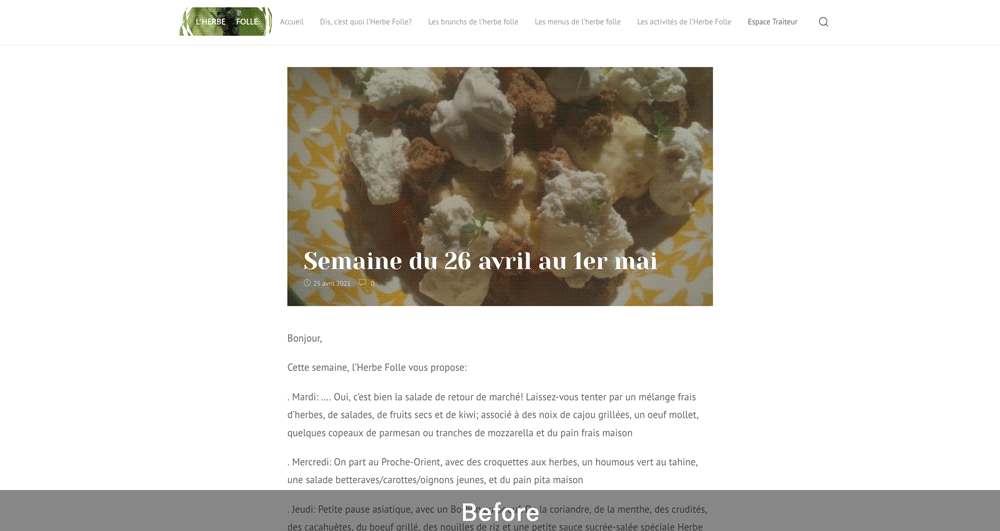 L'HERBE FOLLE
Accueil
Dis, c'est quoi l'Herbe Folle?
Les brunchs de l'herbe folle
Les menus de l'herbe folle
Les activités de l'Herbe Folle
Espace Traiteur
Semaine du 26 avril au 1er mai
25 avril 2021 0
Bonjour,
Cette semaine, l'Herbe Folle vous propose:
. Mardi: .... Oui, c'est bien la salade de retour de marché! Laissez-vous tenter par un mélange frais
d'herbes, de salades, de fruits secs et de kiwi; associé à des noix de cajou grillées, un oeuf mollet,
quelques copeaux de parmesan ou tranches de mozzarella et du pain frais maison
. Mercredi: On part au Proche-Orient, avec des croquettes aux herbes, un houmous vert au tahine,
une salade betteraves/carottes/oignons jeunes, et du pain pita maison
. Jeudi: Petite pause asiatique, avec un Bo la coriandre, de la menthe, des crudités,
des cacahuètes, du boeuf grillé, des nouilles de riz et une petite sauce sucrée-salée spéciale Herbe
Before